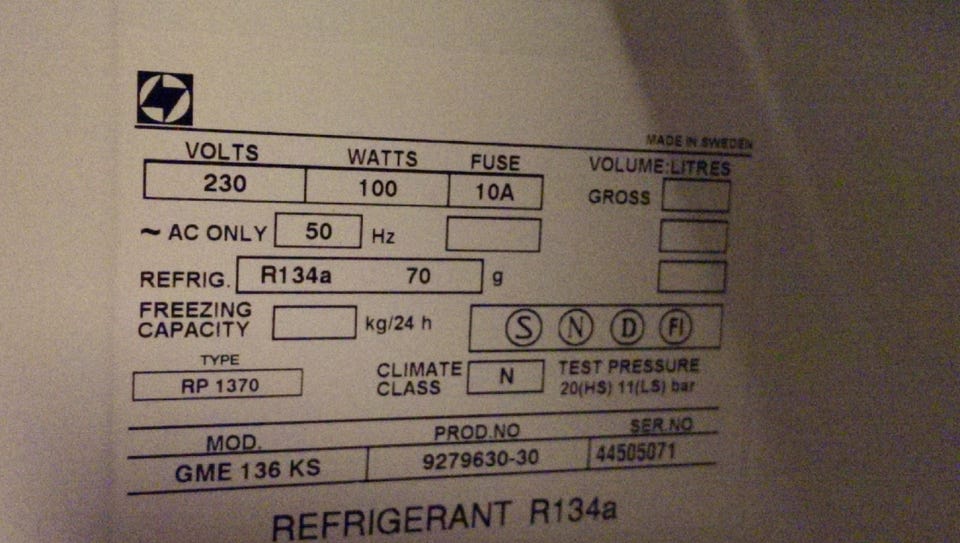 MADE IN SWEDEN
VOLTS WATTS FUSE VOLUME:LITRES
230 100 10A GROSS
~ AC ONLY 50 Hz
REFRIG. R134a 70 g
FREEZING CAPACITY kg/24 h
S N D FI
TYPE
RP 1370
CLIMATE CLASS N
TEST PRESSURE
20(HS) 11(LS) bar
MOD. PROD.NO SER.NO
GME 136 KS 9279630-30 44505071
REFRIGERANT R134a